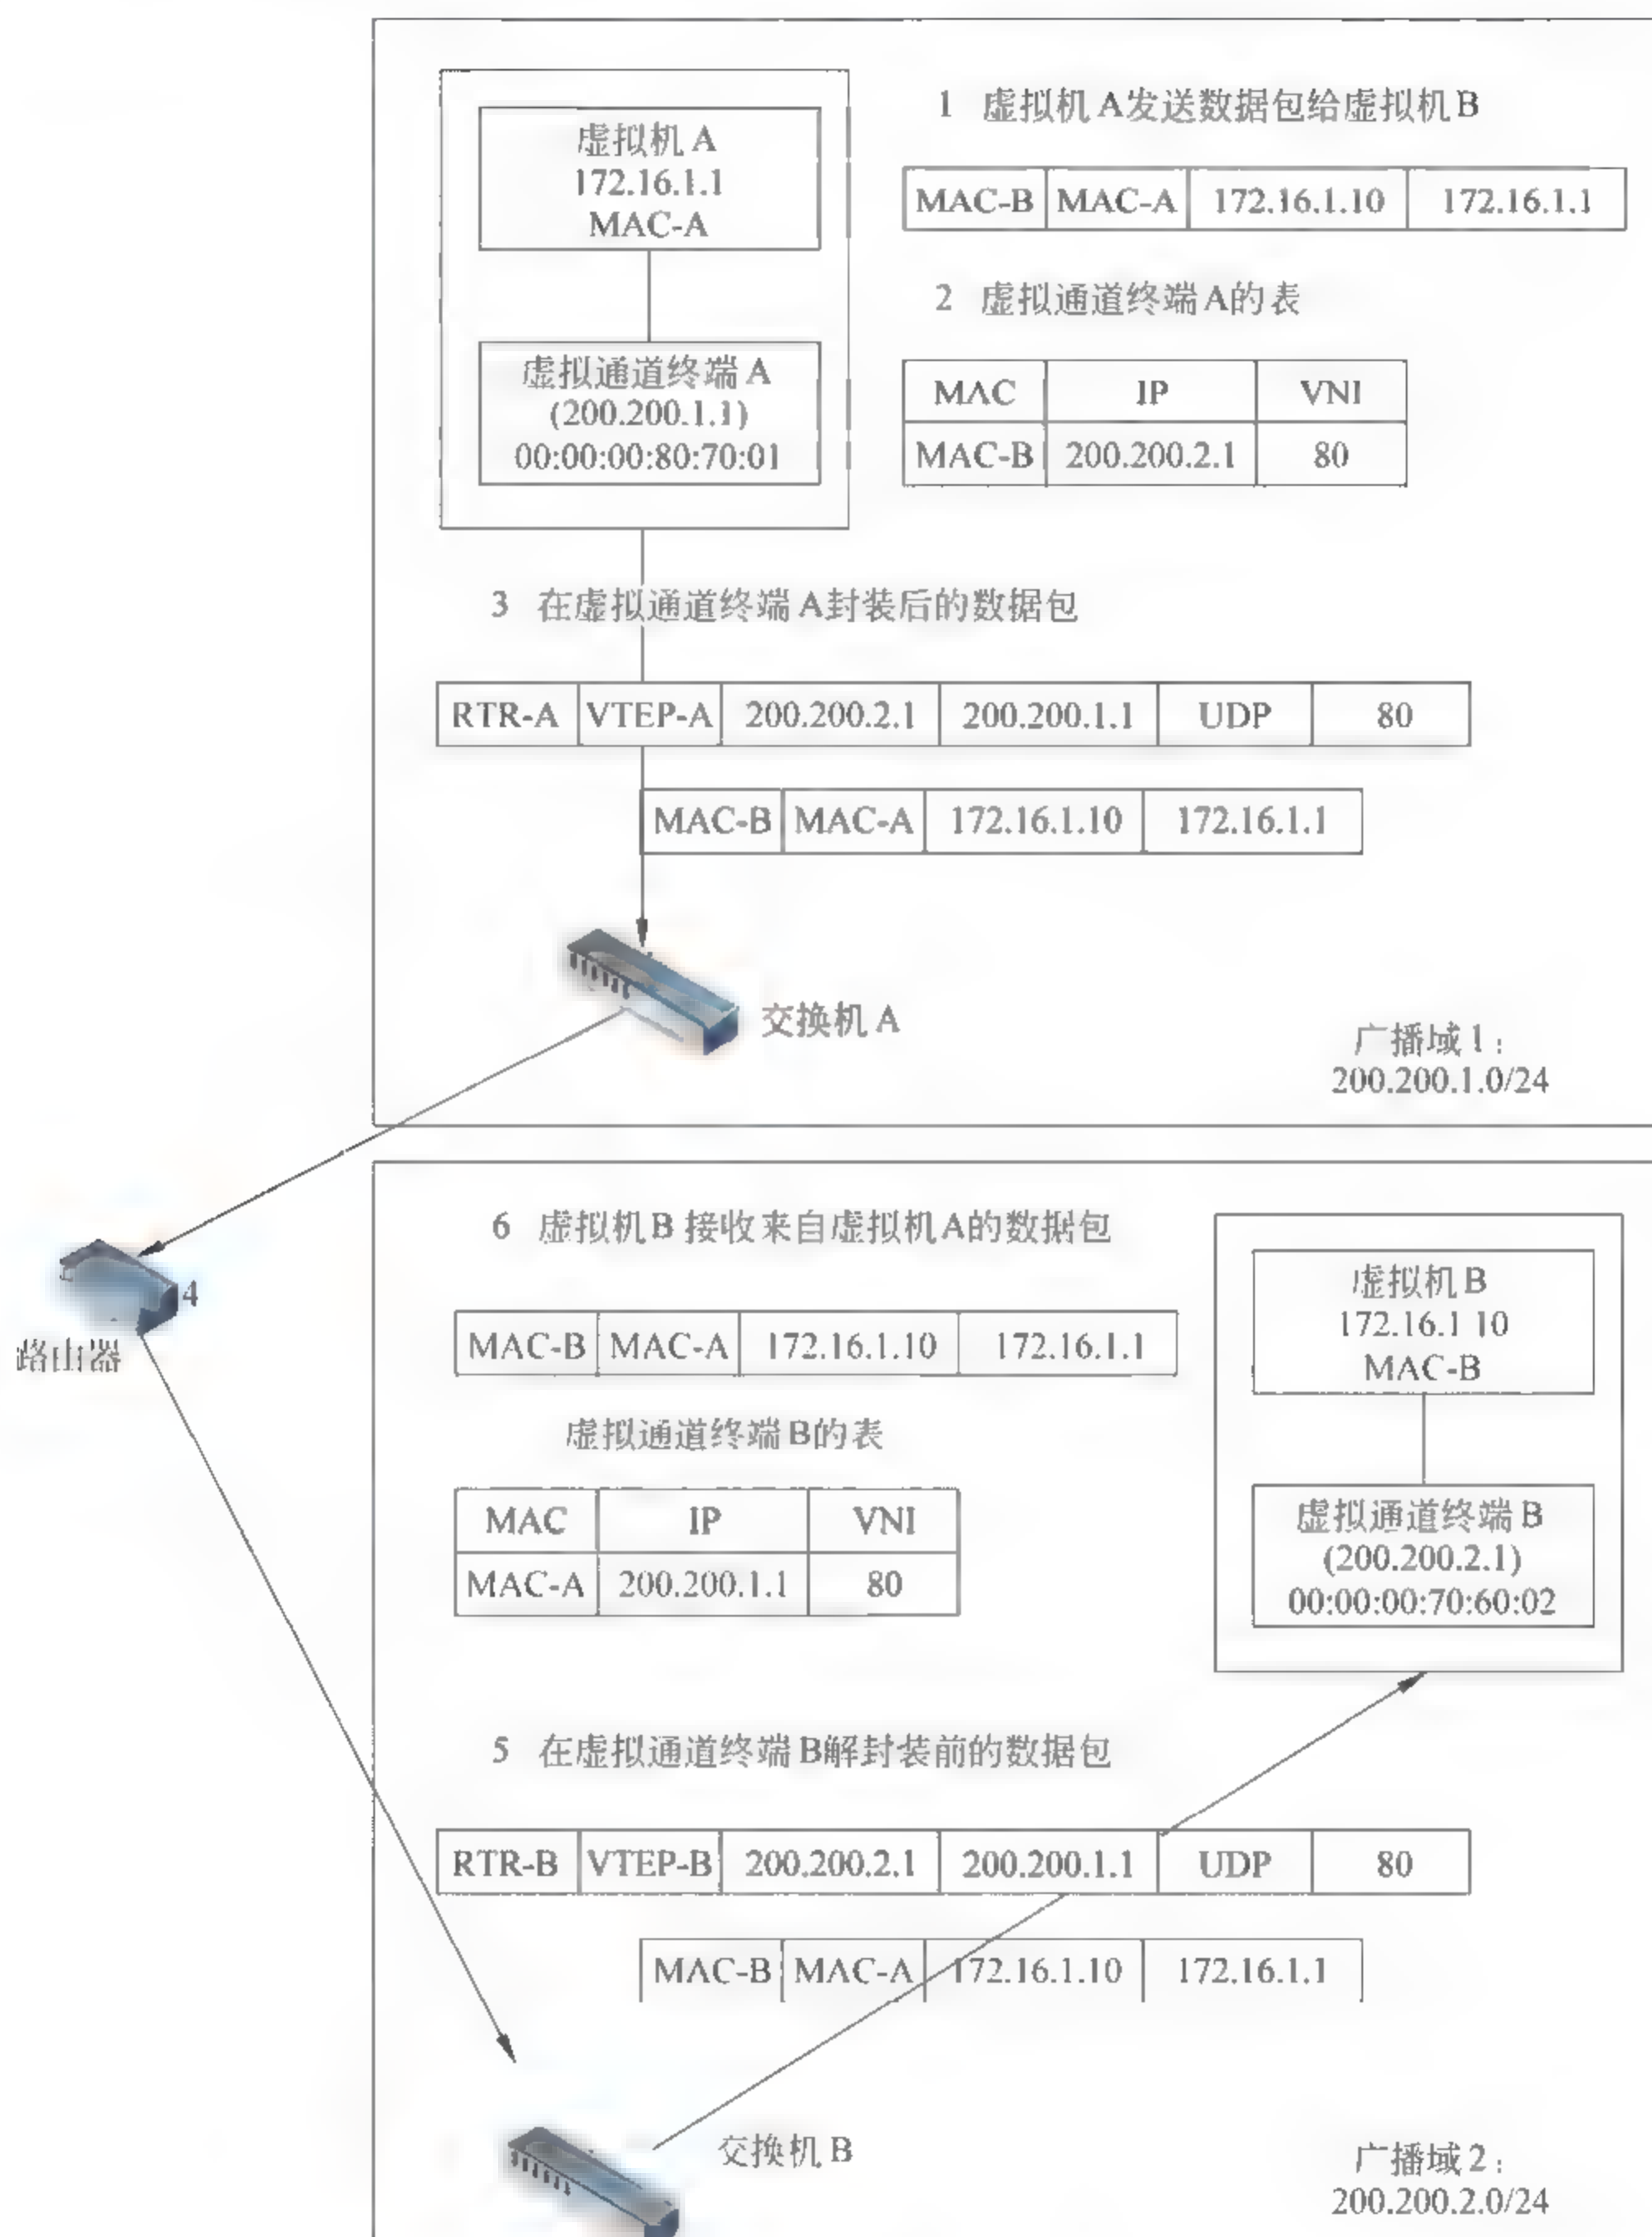 1 虚拟机A发送数据包给虚拟机B
虚拟机A
172.16.1.1
MAC-A
MAC-B MAC-A 172.16.1.10 172.16.1.1
2 虚拟通道终端A的表
虚拟通道终端A
(200.200.1.1)
00:00:00:80:70:01
MAC IP VNI
MAC-B 200.200.2.1 80
3 在虚拟通道终端A封装后的数据包
RTR-A VTEP-A 200.200.2.1 200.200.1.1 UDP 80
MAC-B MAC-A 172.16.1.10 172.16.1.1
交换机A
广播域1:
200.200.1.0/24
4
路由器
6 虚拟机B接收来自虚拟机A的数据包
虚拟机B
172.16.1 10
MAC-B
MAC-B MAC-A 172.16.1.10 172.16.1.1
虚拟通道终端B的表
MAC IP VNI
MAC-A 200.200.1.1 80
虚拟通道终端B
(200.200.2.1)
00:00:00:70:60:02
5 在虚拟通道终端B解封装前的数据包
RTR-B VTEP-B 200.200.2.1 200.200.1.1 UDP 80
MAC-B MAC-A 172.16.1.10 172.16.1.1
交换机B
广播域2:
200.200.2.0/24